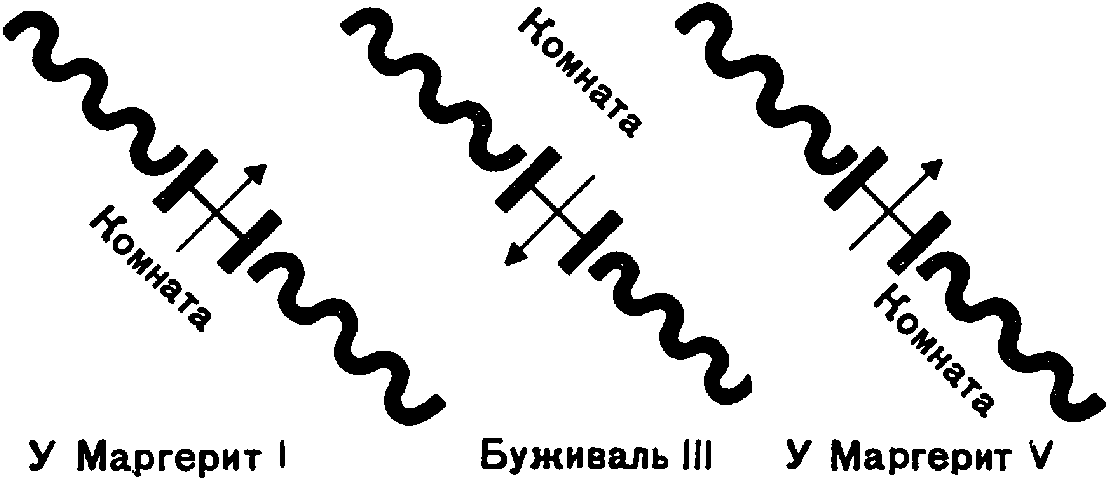 Комната
Комната
Комната
У Маргерит I
Буживаль III
У Маргерит V